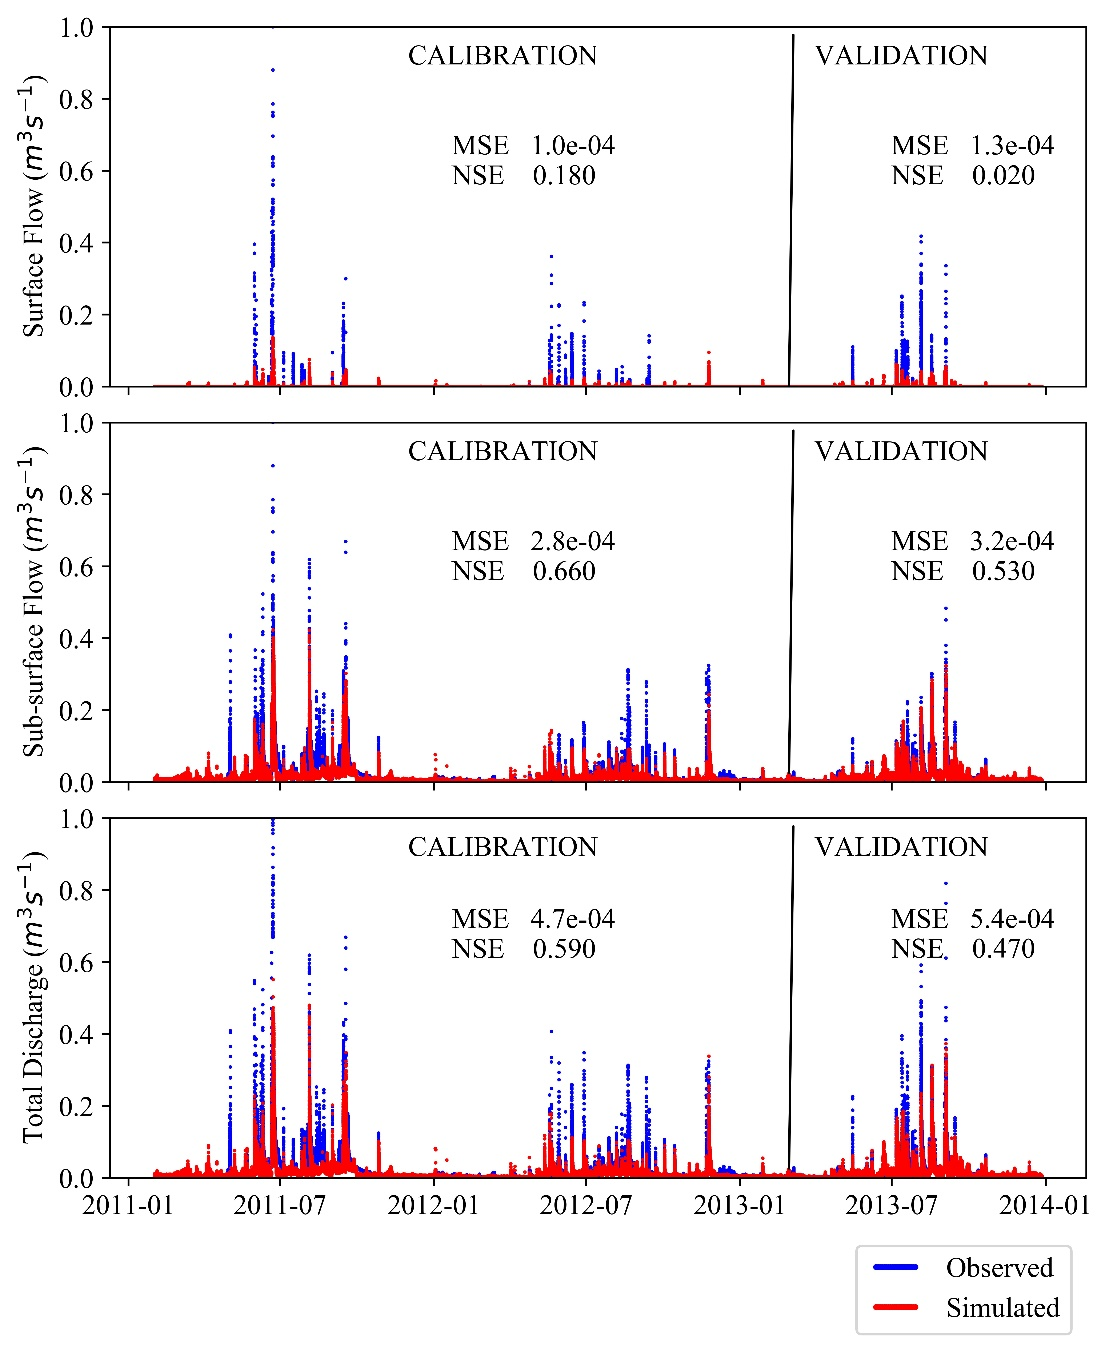 1.0
CALIBRATION VALIDATION
0.8
MSE 1.0e-04 MSE 1.3e-04
NSE 0.180 NSE 0.020
0.6
0.4
0.2
0.0
Surface Flow (m³s⁻¹)
1.0
CALIBRATION VALIDATION
0.8
MSE 2.8e-04 MSE 3.2e-04
NSE 0.660 NSE 0.530
0.6
0.4
0.2
0.0
Sub-surface Flow (m³s⁻¹)
1.0
CALIBRATION VALIDATION
0.8
MSE 4.7e-04 MSE 5.4e-04
NSE 0.590 NSE 0.470
0.6
0.4
0.2
0.0
Total Discharge (m³s⁻¹)
2011-01 2011-07 2012-01 2012-07 2013-01 2013-07 2014-01
Observed
Simulated